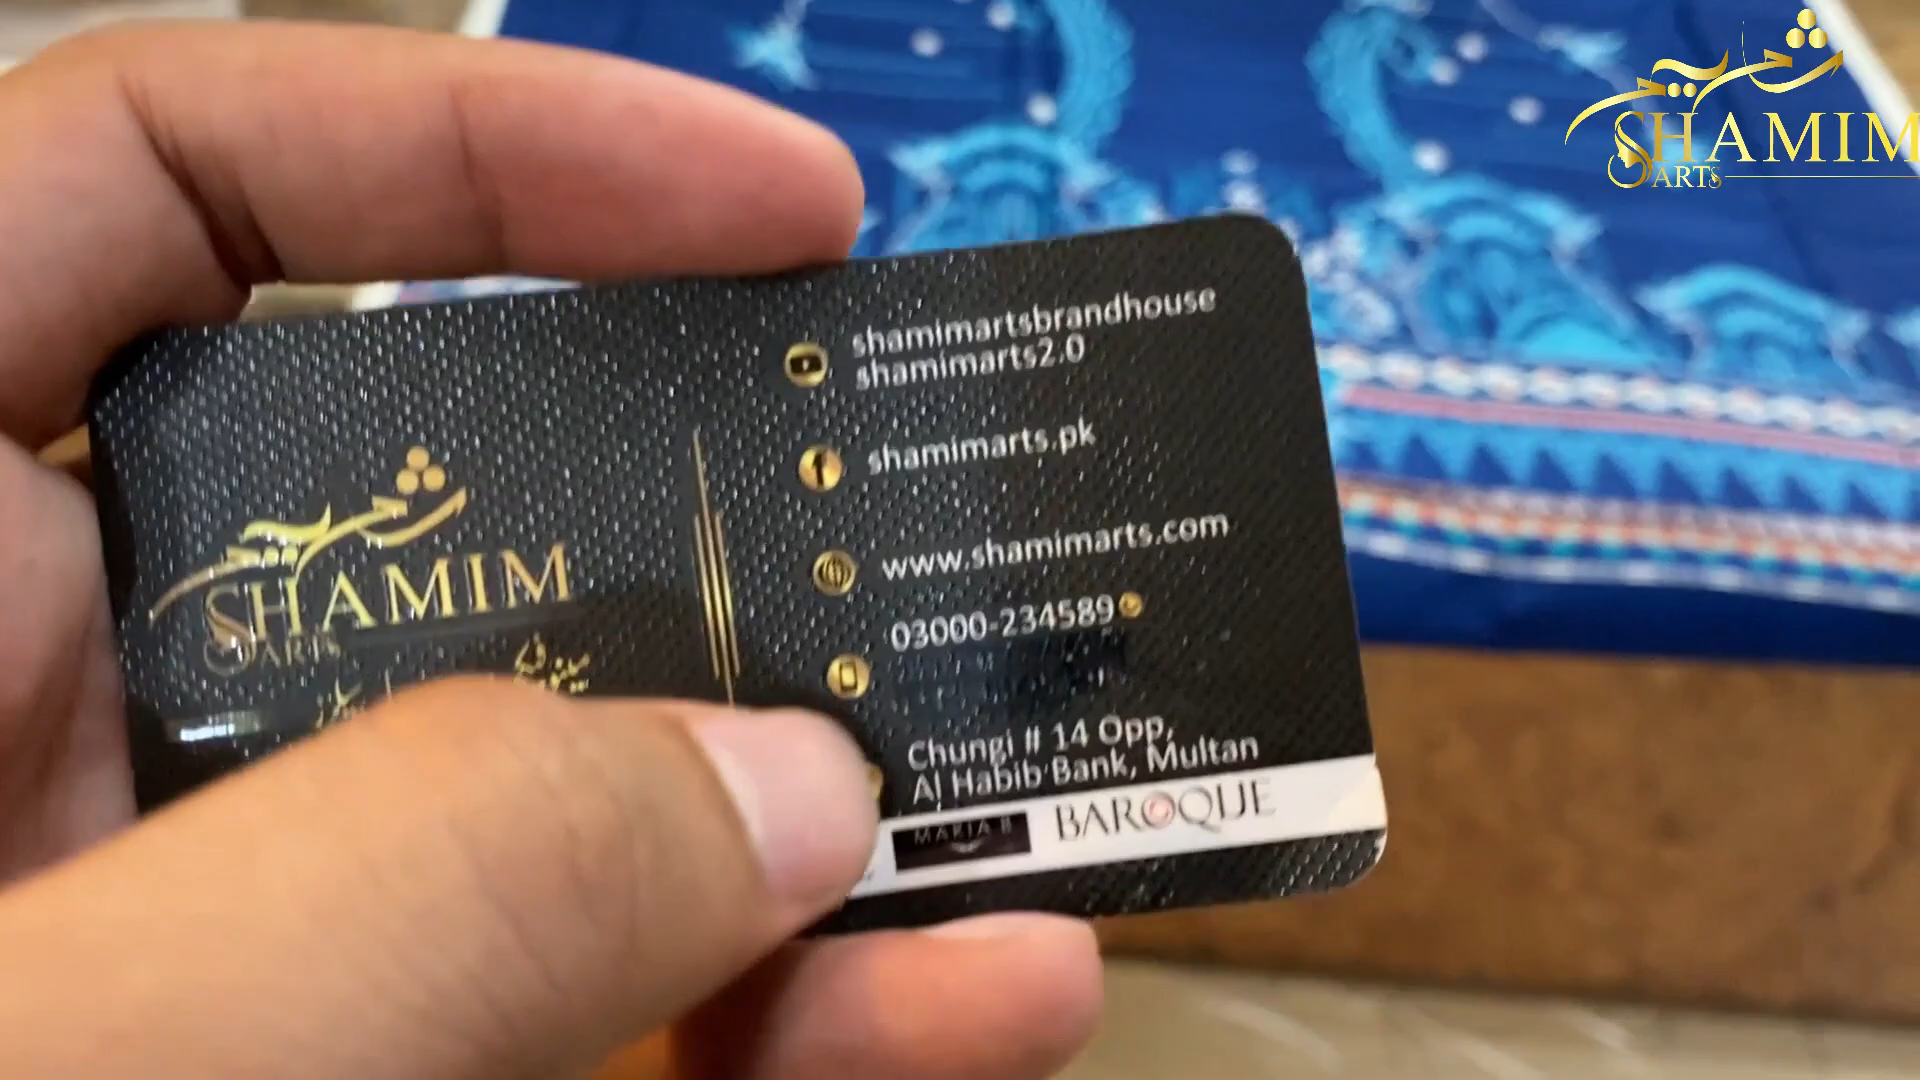 SHAMIM
ARTS
shamimartsbrandhouse
shamimarts2.0
shamimarts.pk
www.shamimarts.com
03000-234589
Chungi # 14 Opp,
Al Habib Bank, Multan
SHAMIM
ARTS
MARIA B
BAROQUE